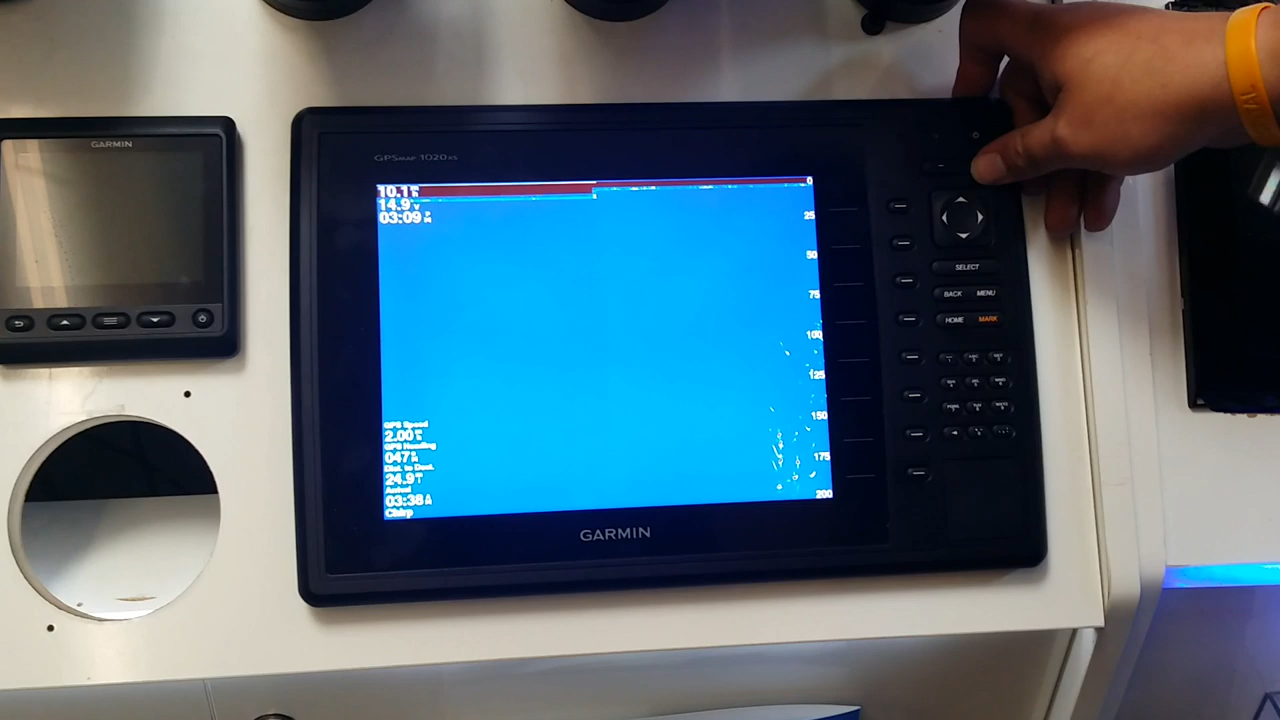 GARMIN
GPSMAP 1020xs
10.1 ft
14.9 V
03:09 PM
0
25
50
75
100
125
150
175
200
GPS Speed
2.00
GPS Heading
047
Dist. to Dest.
24.9
Arrival
03:38
Chirp
GARMIN
SELECT
BACK MENU
HOME MARK